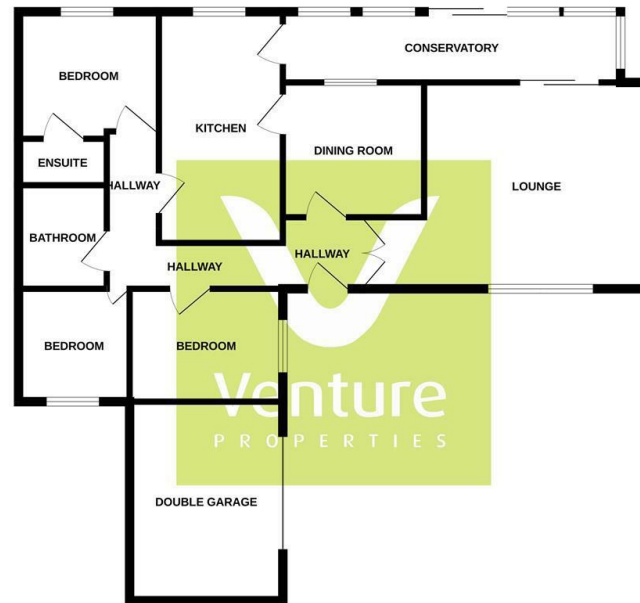 CONSERVATORY
BEDROOM
KITCHEN
DINING ROOM
ENSUITE
HALLWAY
LOUNGE
BATHROOM
HALLWAY
HALLWAY
BEDROOM
BEDROOM
Venture
PROPERTIES
DOUBLE GARAGE